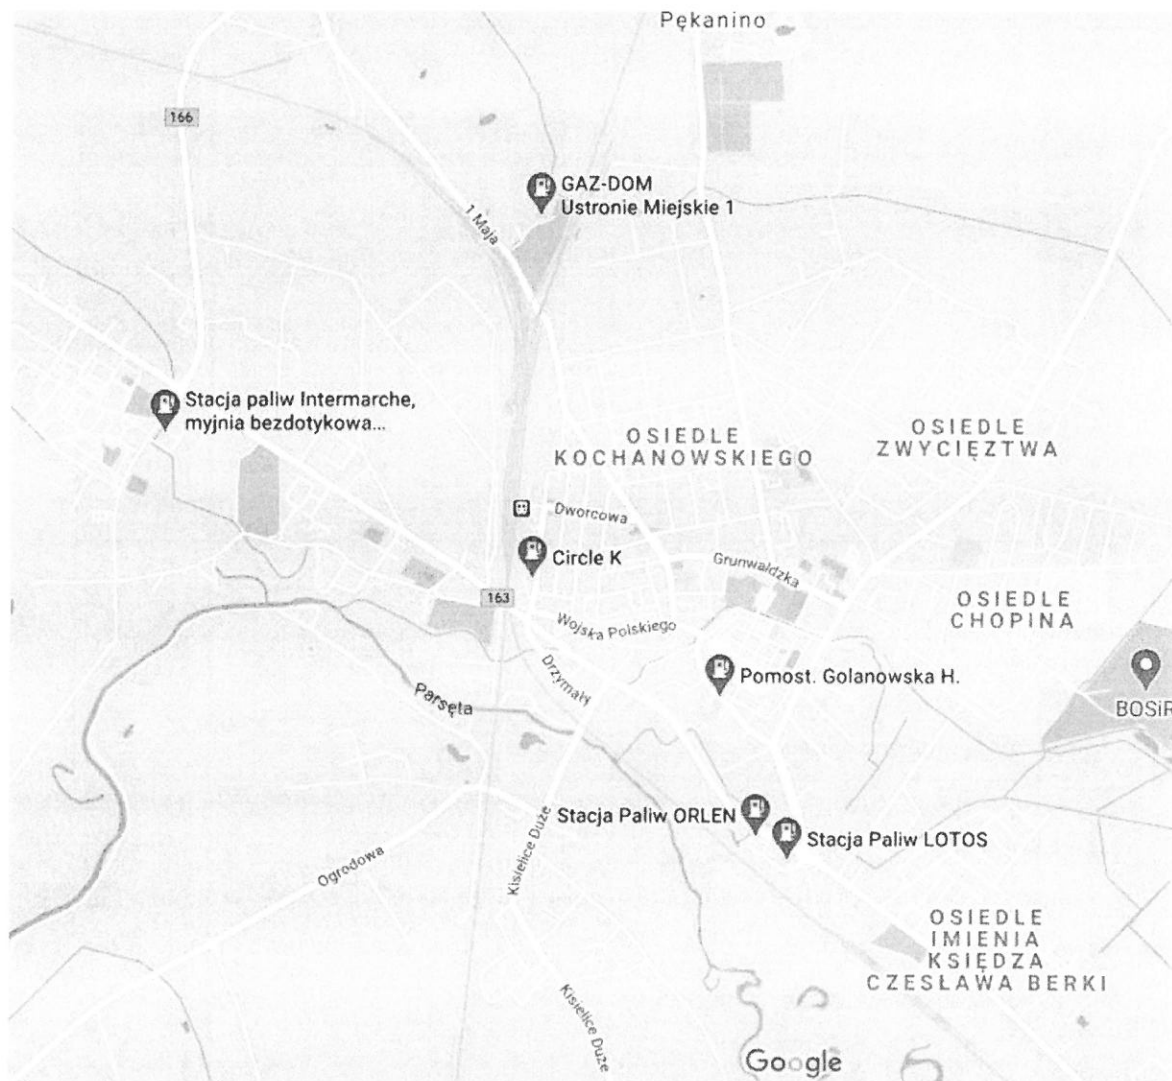 Pękanino
166
GAZ-DOM
Ustronie Miejskie 1
1 Maja
Stacja paliw Intermarche,
myjnia bezdotykowa...
OSIEDLE
KOCHANOWSKIEGO
OSIEDLE
ZWYCIĘZTWA
Dworcowa
Circle K
Grunwaldzka
163
OSIEDLE
CHOPINA
Wojska Polskiego
Drzymały
Pomost. Golanowska H.
Parsęta
BOSiR
Stacja Paliw ORLEN
Stacja Paliw LOTOS
Kisielice Duże
Ogrodowa
OSIEDLE
IMIENIA
KSIĘDZA
CZESŁAWA BERKI
Kisielice Duże
Google